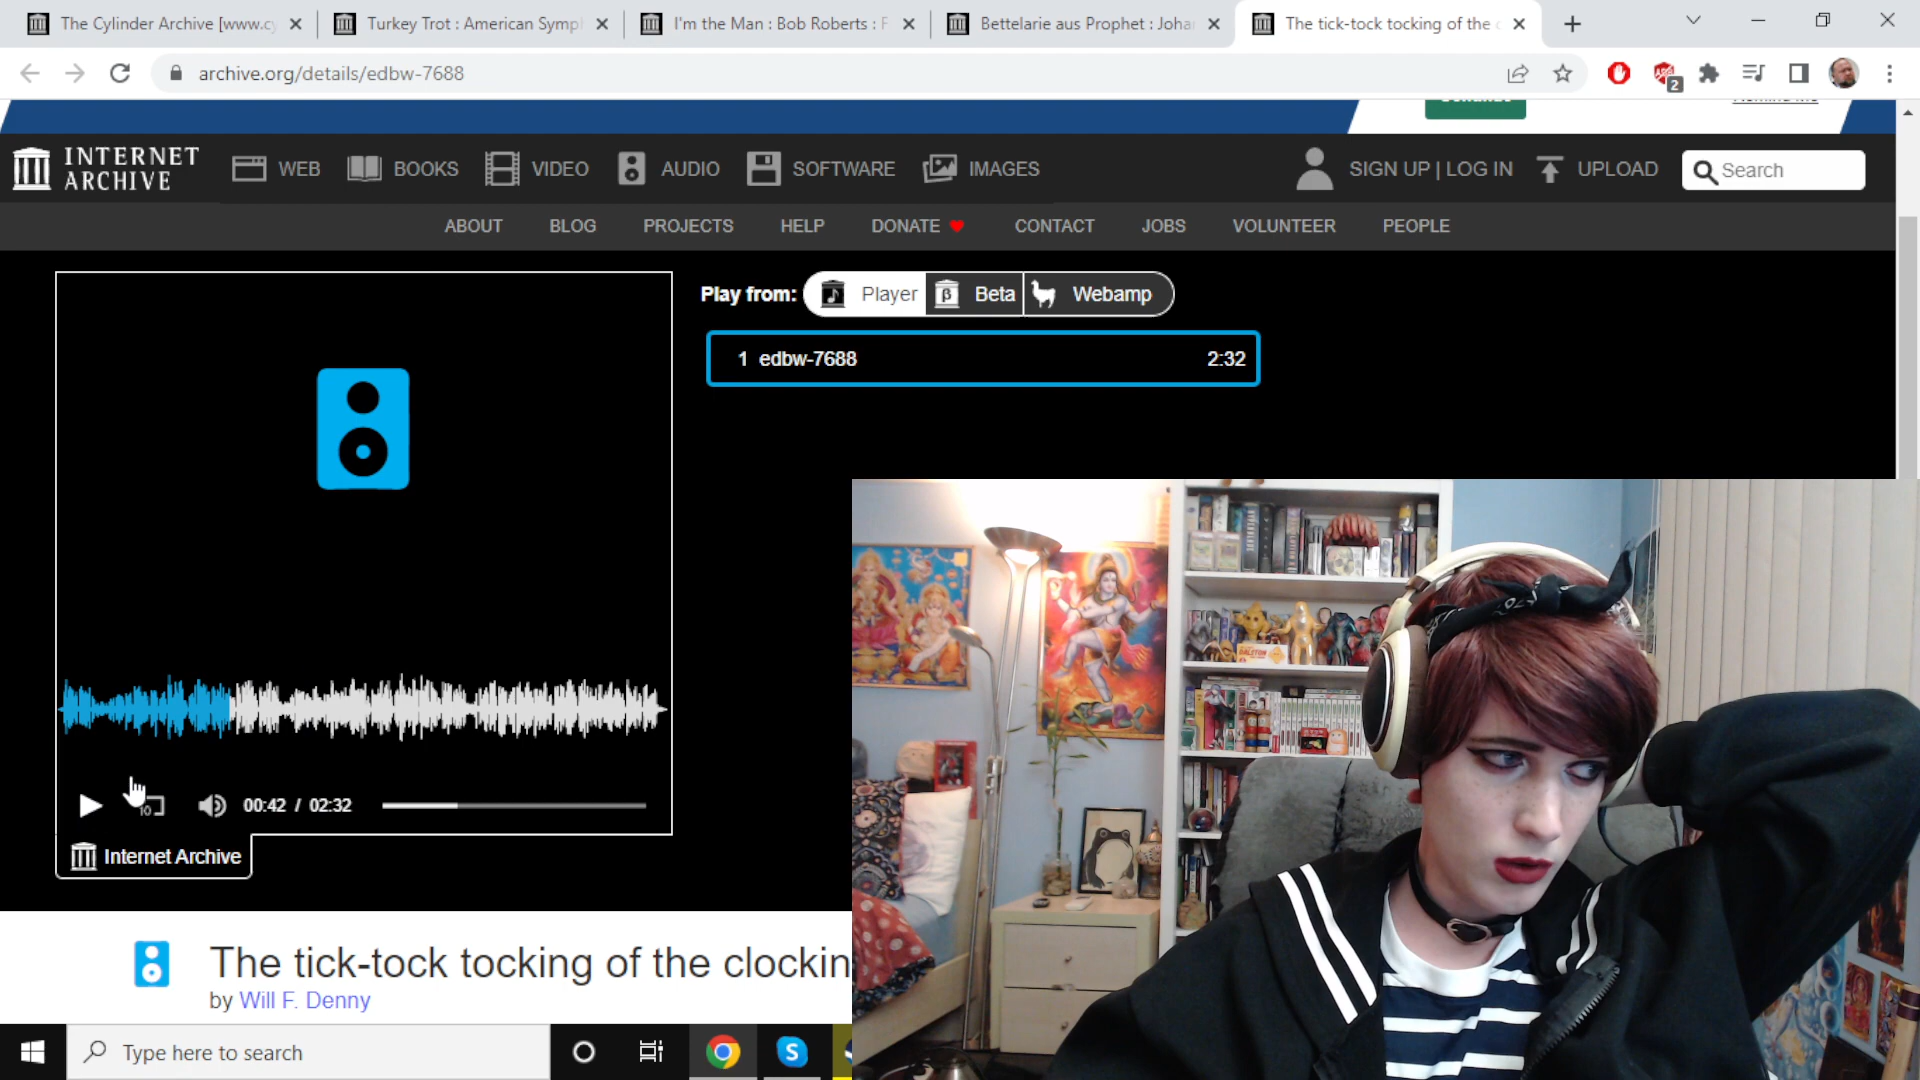 The Cylinder Archive [www.cy
Turkey Trot : American Symph
I'm the Man : Bob Roberts : F
Bettelarie aus Prophet : Joha
The tick-tock tocking of the c
archive.org/details/edbw-7688
2
INTERNET ARCHIVE
WEB
BOOKS
VIDEO
AUDIO
SOFTWARE
IMAGES
SIGN UP | LOG IN
UPLOAD
Search
ABOUT
BLOG
PROJECTS
HELP
DONATE
CONTACT
JOBS
VOLUNTEER
PEOPLE
Play from:
Player
β
Beta
Webamp
1 edbw-7688 2:32
10
00:42 / 02:32
Internet Archive
The tick-tock tocking of the clockin
by Will F. Denny
Type here to search
S